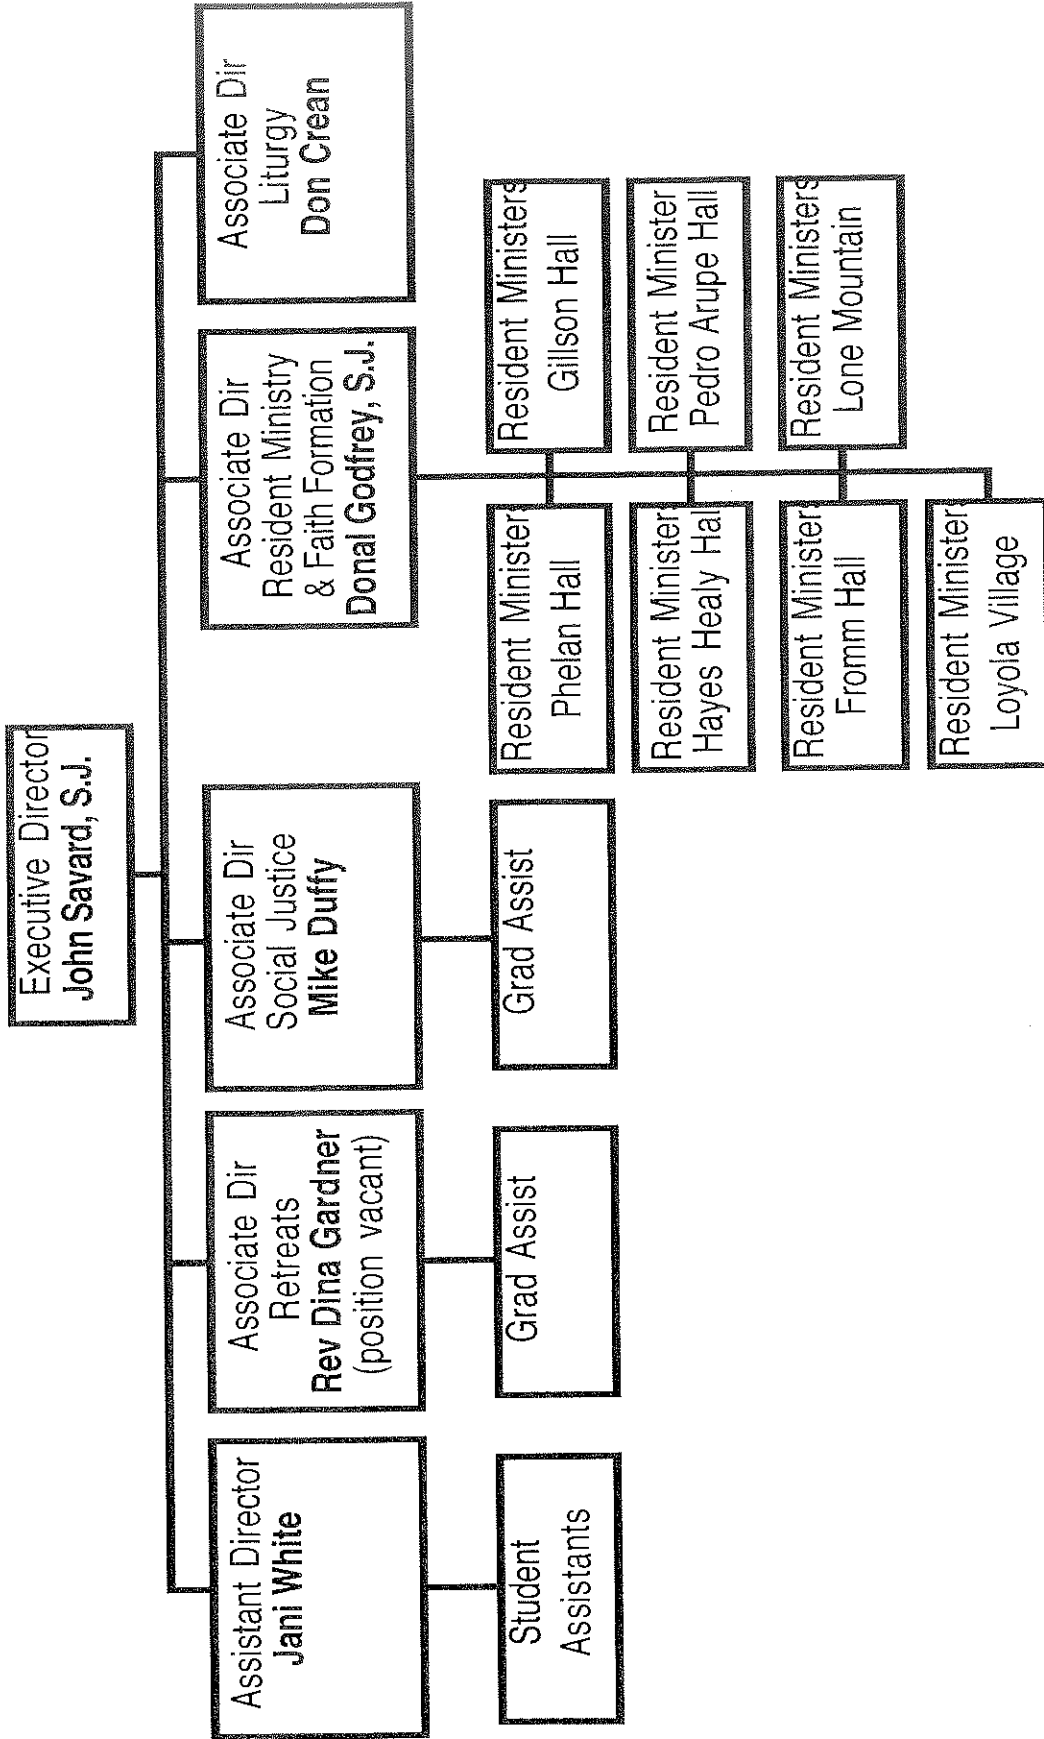 Executive Director
John Savard, S.J.
Assistant Director
Jani White
Associate Dir
Retreats
Rev Dina Gardner
(position vacant)
Associate Dir
Social Justice
Mike Duffy
Associate Dir
Resident Ministry
& Faith Formation
Donal Godfrey, S.J.
Associate Dir
Liturgy
Don Crean
Student
Assistants
Grad Assist
Grad Assist
Resident Minister
Phelan Hall
Resident Ministers
Gillson Hall
Resident Minister
Hayes Healy Hal
Resident Minister
Pedro Arupe Hall
Resident Minister
Fromm Hall
Resident Ministers
Lone Mountain
Resident Minister
Loyola Village